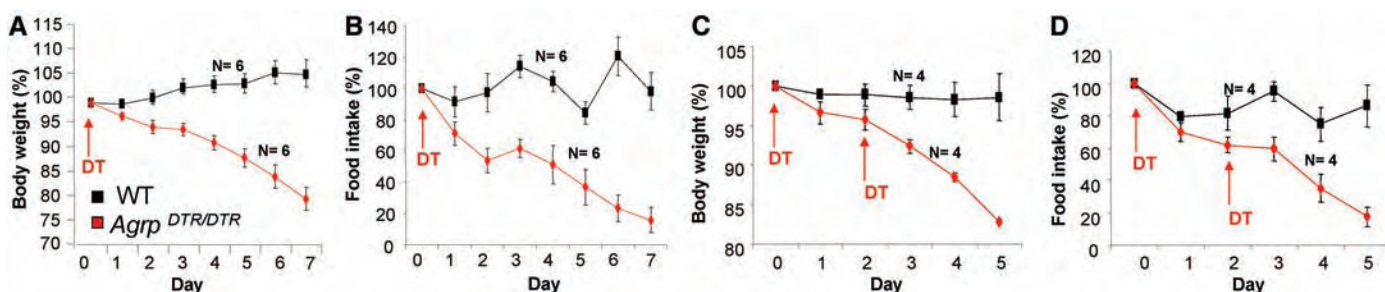 A
Body weight (%)
115
110
105
100
95
90
85
80
75
70
N= 6
N= 6
DT
WT
Agrp DTR/DTR
0 1 2 3 4 5 6 7
Day
B
Food intake (%)
140
120
100
80
60
40
20
0
N= 6
N= 6
DT
0 1 2 3 4 5 6 7
Day
C
Body weight (%)
105
100
95
90
85
80
N= 4
N= 4
DT
DT
0 1 2 3 4 5
Day
D
Food intake (%)
120
100
80
60
40
20
0
N= 4
N= 4
DT
DT
0 1 2 3 4 5
Day